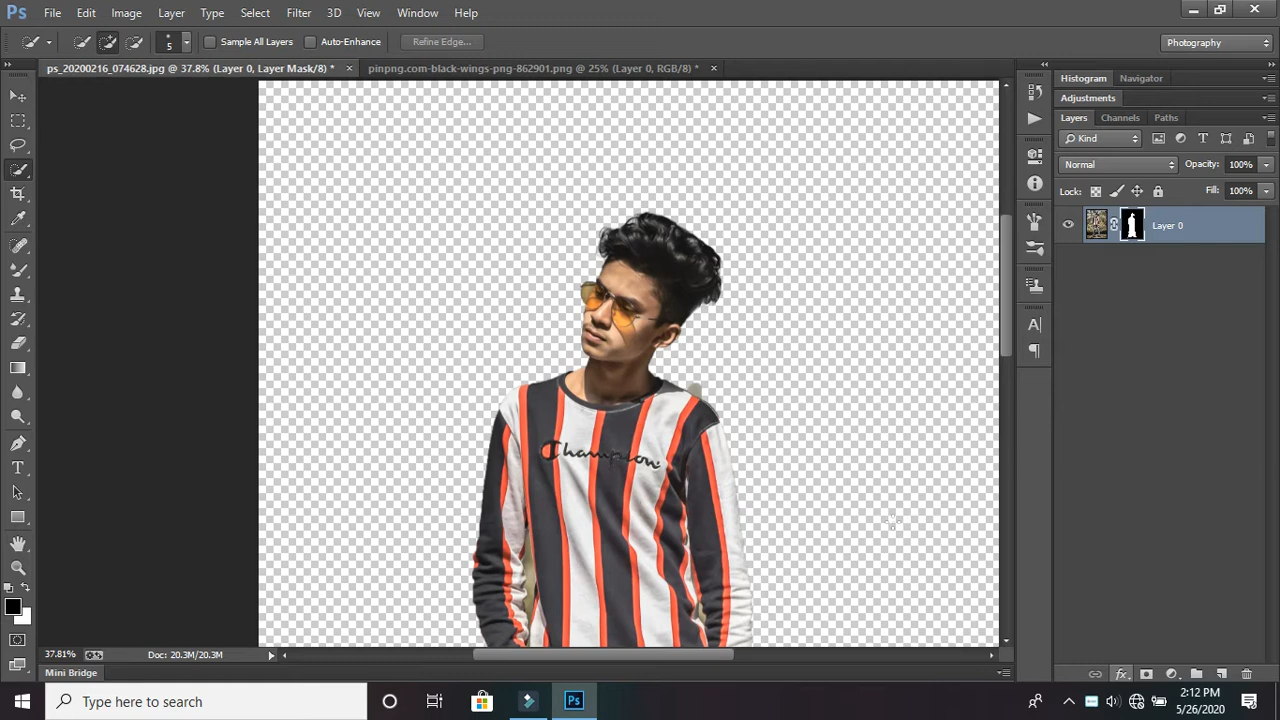 Ps File Edit Image Layer Type Select Filter 3D View Window Help
5 Sample All Layers Auto-Enhance Refine Edge... Photography
ps_20200216_074628.jpg @ 37.8% (Layer 0, Layer Mask/8) * × pinpng.com-black-wings-png-862901.png @ 25% (Layer 0, RGB/8) * ×
Histogram Navigator
Adjustments
Layers Channels Paths
Kind
Normal Opacity: 100%
Lock: Fill: 100%
Layer 0
Champion
37.81% Doc: 20.3M/20.3M
Mini Bridge
Type here to search Ps 2:12 PM
5/26/2020